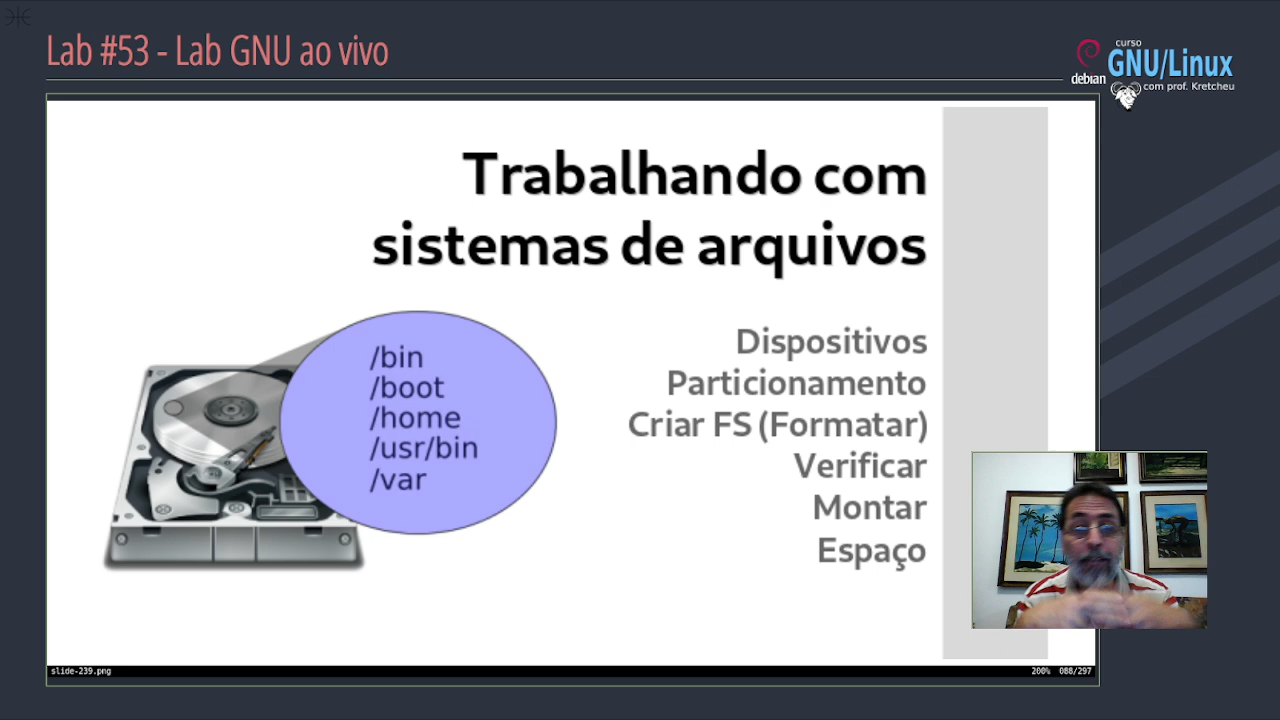 Lab #53 - Lab GNU ao vivo
curso
GNU/Linux
debian
com prof. Kretcheu
Trabalhando com
sistemas de arquivos
/bin
/boot
/home
/usr/bin
/var
Dispositivos
Particionamento
Criar FS (Formatar)
Verificar
Montar
Espaço
slide-239.png
200% 088/297